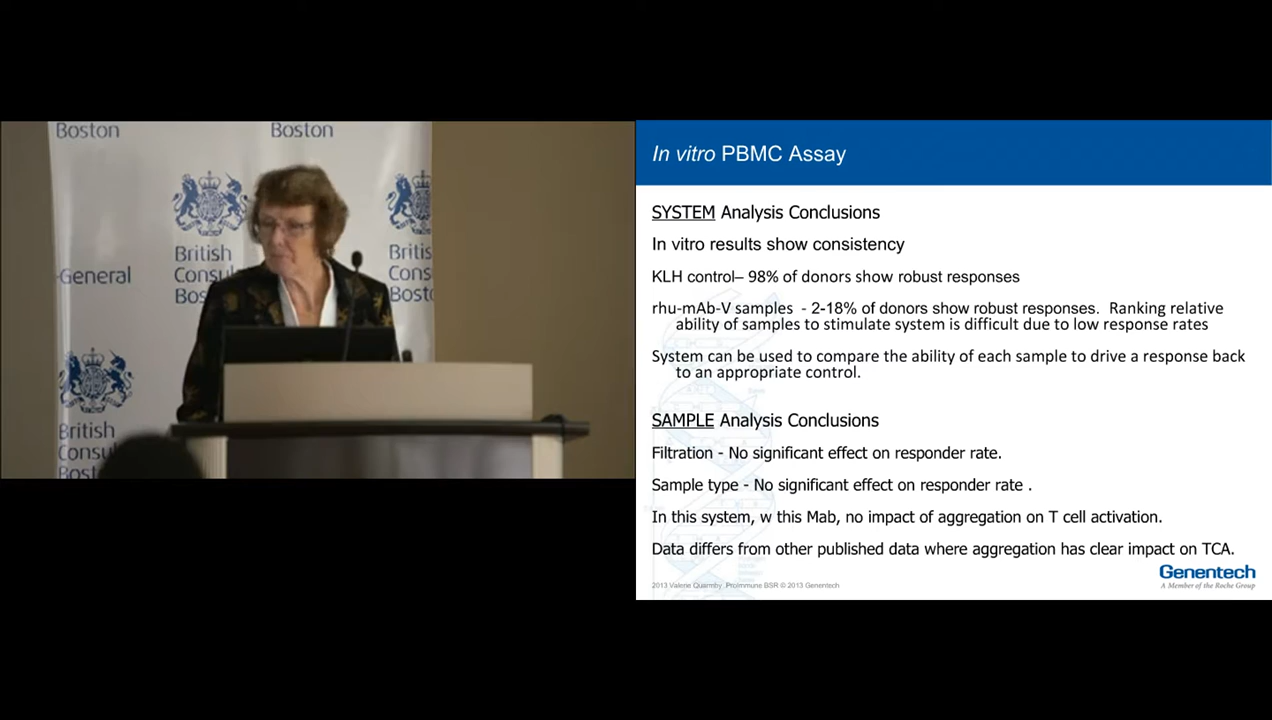 Boston
Boston
British
Consul
Bos
-General
Britis
Cons
Bost
British
Consu
Bost
In vitro PBMC Assay
SYSTEM Analysis Conclusions
In vitro results show consistency
KLH control– 98% of donors show robust responses
rhu-mAb-V samples - 2-18% of donors show robust responses. Ranking relative
ability of samples to stimulate system is difficult due to low response rates
System can be used to compare the ability of each sample to drive a response back
to an appropriate control.
SAMPLE Analysis Conclusions
Filtration - No significant effect on responder rate.
Sample type - No significant effect on responder rate .
In this system, w this Mab, no impact of aggregation on T cell activation.
Data differs from other published data where aggregation has clear impact on TCA.
Genentech
A Member of the Roche Group
2013 Valerie Quarmby ProImmune BSR © 2013 Genentech